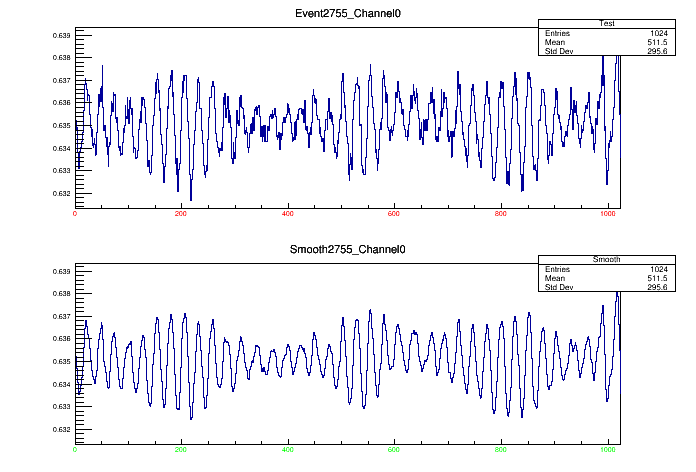 Event2755_Channel0
Test
Entries 1024
Mean 511.5
Std Dev 295.6
0.639
0.638
0.637
0.636
0.635
0.634
0.633
0.632
0 200 400 600 800 1000
Smooth2755_Channel0
Smooth
Entries 1024
Mean 511.5
Std Dev 295.6
0.639
0.638
0.637
0.636
0.635
0.634
0.633
0.632
0 200 400 600 800 1000